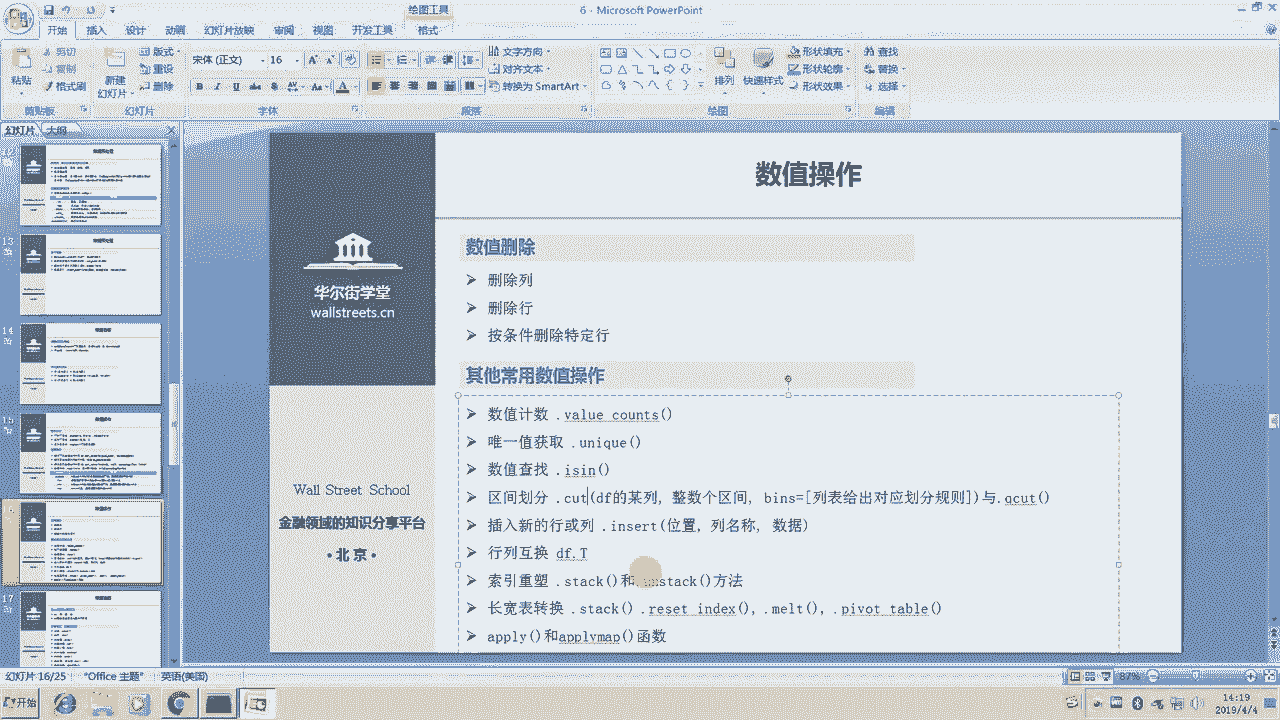 绘图工具
6 - Microsoft PowerPoint
开始 插入 设计 动画 幻灯片放映 审阅 视图 开发工具 格式
剪切
复制
格式刷
粘贴
剪贴板
新建
幻灯片
版式
重设
删除
幻灯片
宋体 (正文) 16
字体
文字方向
对齐文本
转换为 SmartArt
段落
排列
快速样式
形状填充
形状轮廓
形状效果
绘图
查找
替换
选择
编辑
幻灯片 大纲
13
14
15
华尔街学堂
wallstreets.cn
Wall Street School
金融领域的知识分享平台
北京•
数值操作
数值删除
删除列
删除行
按条件删除特定行
其他常用数值操作
数值计数 .value_counts()
唯一值获取 .unique()
数值查找 .isin()
区间划分 .cut(df的某列, 整数个区间, bins=[列表给出对应划分规则])与.qcut()
插入新的行或列 .insert(位置, 列名称, 数据)
行列互换 df.T
索引重塑 .stack()和 stack()方法
长宽表转换 .stack() .reset_index(), .melt(), .pivot_table()
apply()和applymap()函数
幻灯片 16/25 "Office 主题" 英语(美国)
87%
开始
14:19
2019/4/4